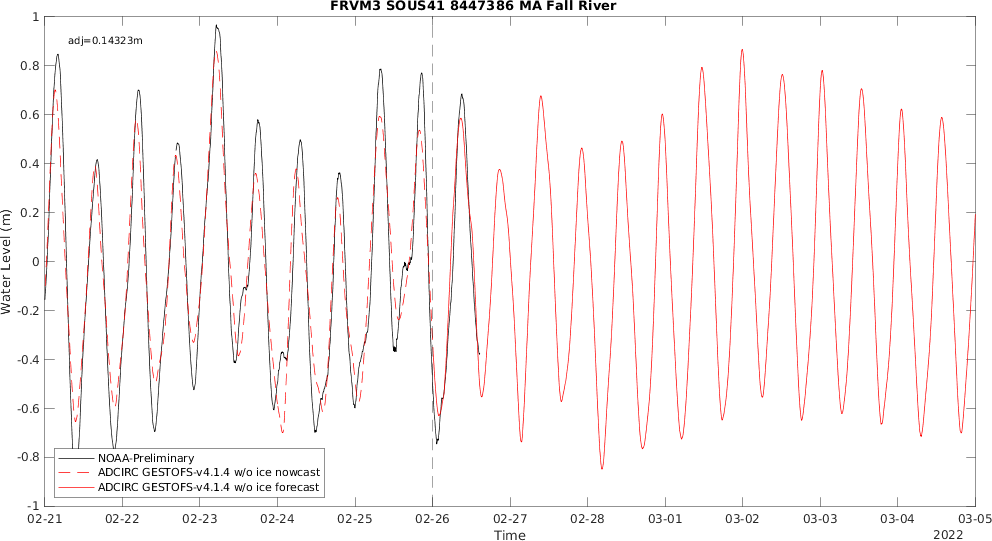 FRVM3 SOUS41 8447386 MA Fall River
adj=0.14323m
Water Level (m)
1
0.8
0.6
0.4
0.2
0
-0.2
-0.4
-0.6
-0.8
-1
NOAA-Preliminary
ADCIRC GESTOFS-v4.1.4 w/o ice nowcast
ADCIRC GESTOFS-v4.1.4 w/o ice forecast
02-21 02-22 02-23 02-24 02-25 02-26 02-27 02-28 03-01 03-02 03-03 03-04 03-05
Time
2022